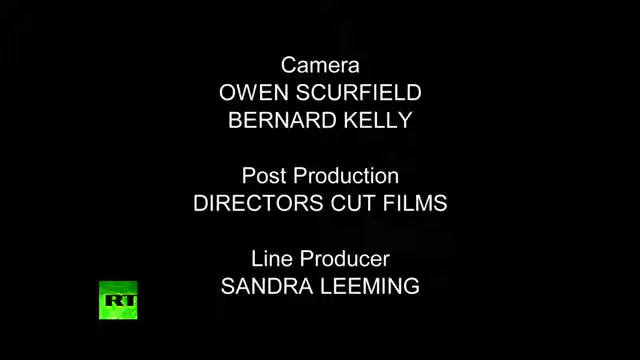 Camera
OWEN SCURFIELD
BERNARD KELLY
Post Production
DIRECTORS CUT FILMS
Line Producer
SANDRA LEEMING
RT